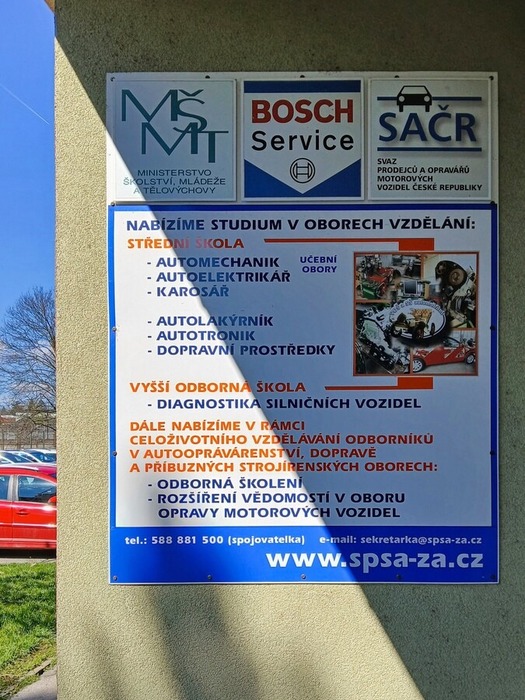 MŠ
MT
MINISTERSTVO
ŠKOLSTVÍ, MLÁDEŽE
A TĚLOVÝCHOVY
BOSCH
Service
SAČR
SVAZ
PRODEJCŮ A OPRAVÁŘŮ
MOTOROVÝCH
VOZIDEL ČESKÉ REPUBLIKY
NABÍZÍME STUDIUM V OBORECH VZDĚLÁNÍ:
STŘEDNÍ ŠKOLA
- AUTOMECHANIK
- AUTOELEKTRIKÁŘ
- KAROSÁŘ
UČEBNÍ
OBORY
- AUTOLAKÝRNÍK
- AUTOTRONIK
- DOPRAVNÍ PROSTŘEDKY
VYŠŠÍ ODBORNÁ ŠKOLA
- DIAGNOSTIKA SILNIČNÍCH VOZIDEL
DÁLE NABÍZÍME V RÁMCI
CELOŽIVOTNÍHO VZDĚLÁVÁNÍ ODBORNÍKŮ
V AUTOOPRÁVÁRENSTVÍ, DOPRAVĚ
A PŘÍBUZNÝCH STROJÍRENSKÝCH OBORECH:
- ODBORNÁ ŠKOLENÍ
- ROZŠÍŘENÍ VĚDOMOSTÍ V OBORU
OPRAVY MOTOROVÝCH VOZIDEL
tel.: 588 881 500 (spojovatelka) e-mail: sekretarka@spsa-za.cz
www.spsa-za.cz